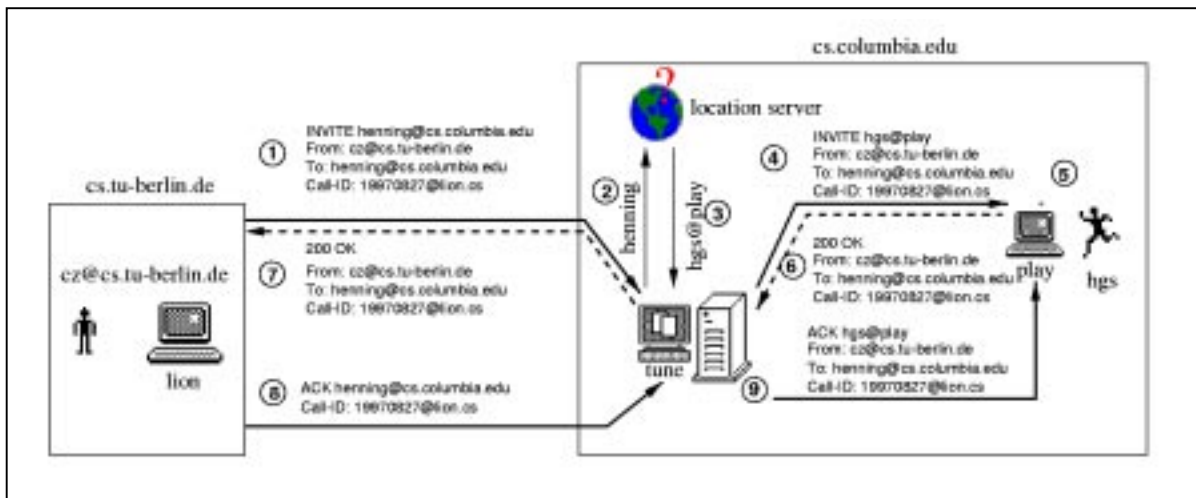 cs.columbia.edu
?
location server
1
INVITE henning@cs.columbia.edu
From: cz@cs.tu-berlin.de
To: henning@cs.columbia.edu
Call-ID: 19970827@lion.cs
cs.tu-berlin.de
2
henning
hgs@play
3
4
INVITE hgs@play
From: cz@cs.tu-berlin.de
To: henning@cs.columbia.edu
Call-ID: 19970827@lion.cs
5
cz@cs.tu-berlin.de
lion
7
200 OK
From: cz@cs.tu-berlin.de
To: henning@cs.columbia.edu
Call-ID: 19970827@lion.cs
6
200 OK
From: cz@cs.tu-berlin.de
To: henning@cs.columbia.edu
Call-ID: 19970827@lion.cs
play
hgs
tune
8
ACK henning@cs.columbia.edu
Call-ID: 19970827@lion.cs
9
ACK hgs@play
From: cz@cs.tu-berlin.de
To: henning@cs.columbia.edu
Call-ID: 19970827@lion.cs